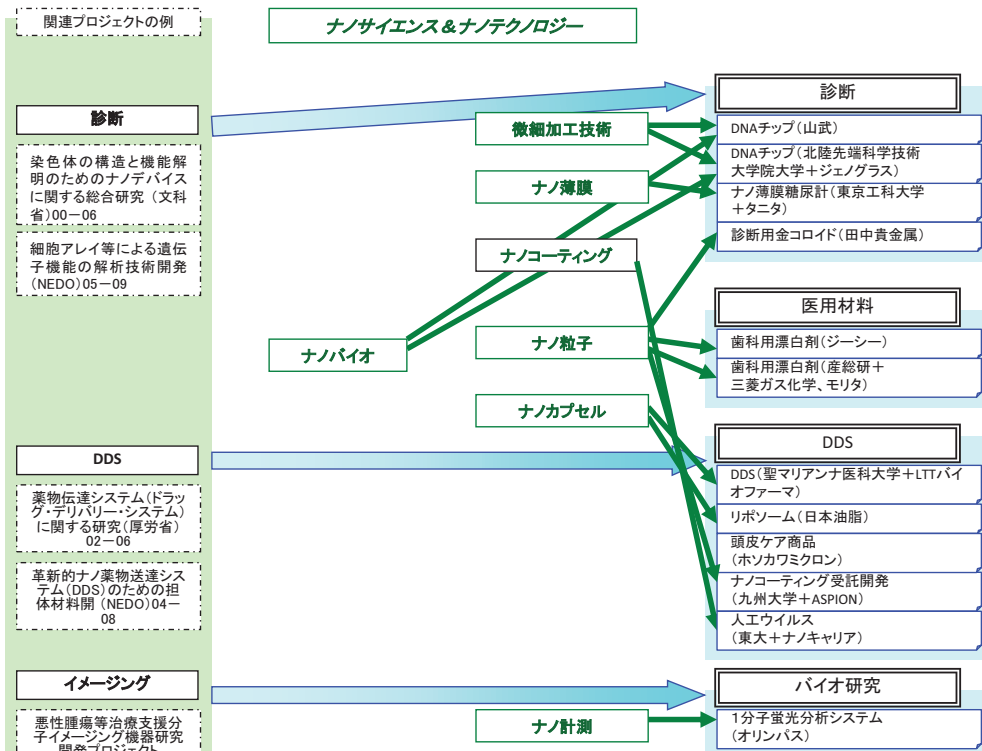 関連プロジェクトの例
ナノサイエンス＆ナノテクノロジー
診断
染色体の構造と機能解
明のためのナノデバイス
に関する総合研究（文科
省)00－06
細胞アレイ等による遺伝
子機能の解析技術開発
(NEDO)05－09
DDS
薬物伝達システム(ドラッ
グ・デリバリー・システム)
に関する研究(厚労省)
02－06
革新的ナノ薬物送達シス
テム(DDS)のための担
体材料開（NEDO)04－
08
イメージング
悪性腫瘍等治療支援分
子イメージング機器研究
開発プロジェクト
微細加工技術
ナノ薄膜
ナノコーティング
ナノバイオ
ナノ粒子
ナノカプセル
ナノ計測
診断
DNAチップ（山武）
DNAチップ（北陸先端科学技術
大学院大学＋ジェノグラス）
ナノ薄膜糖尿計（東京工科大学
＋タニタ）
診断用金コロイド（田中貴金属）
医用材料
歯科用漂白剤（ジーシー）
歯科用漂白剤（産総研＋
三菱ガス化学、モリタ）
DDS
DDS（聖マリアンナ医科大学＋LTTバイ
オファーマ）
リポソーム（日本油脂）
頭皮ケア商品
（ホソカワミクロン）
ナノコーティング受託開発
（九州大学＋ASPION）
人工ウイルス
（東大＋ナノキャリア）
バイオ研究
1分子蛍光分析システム
（オリンパス）